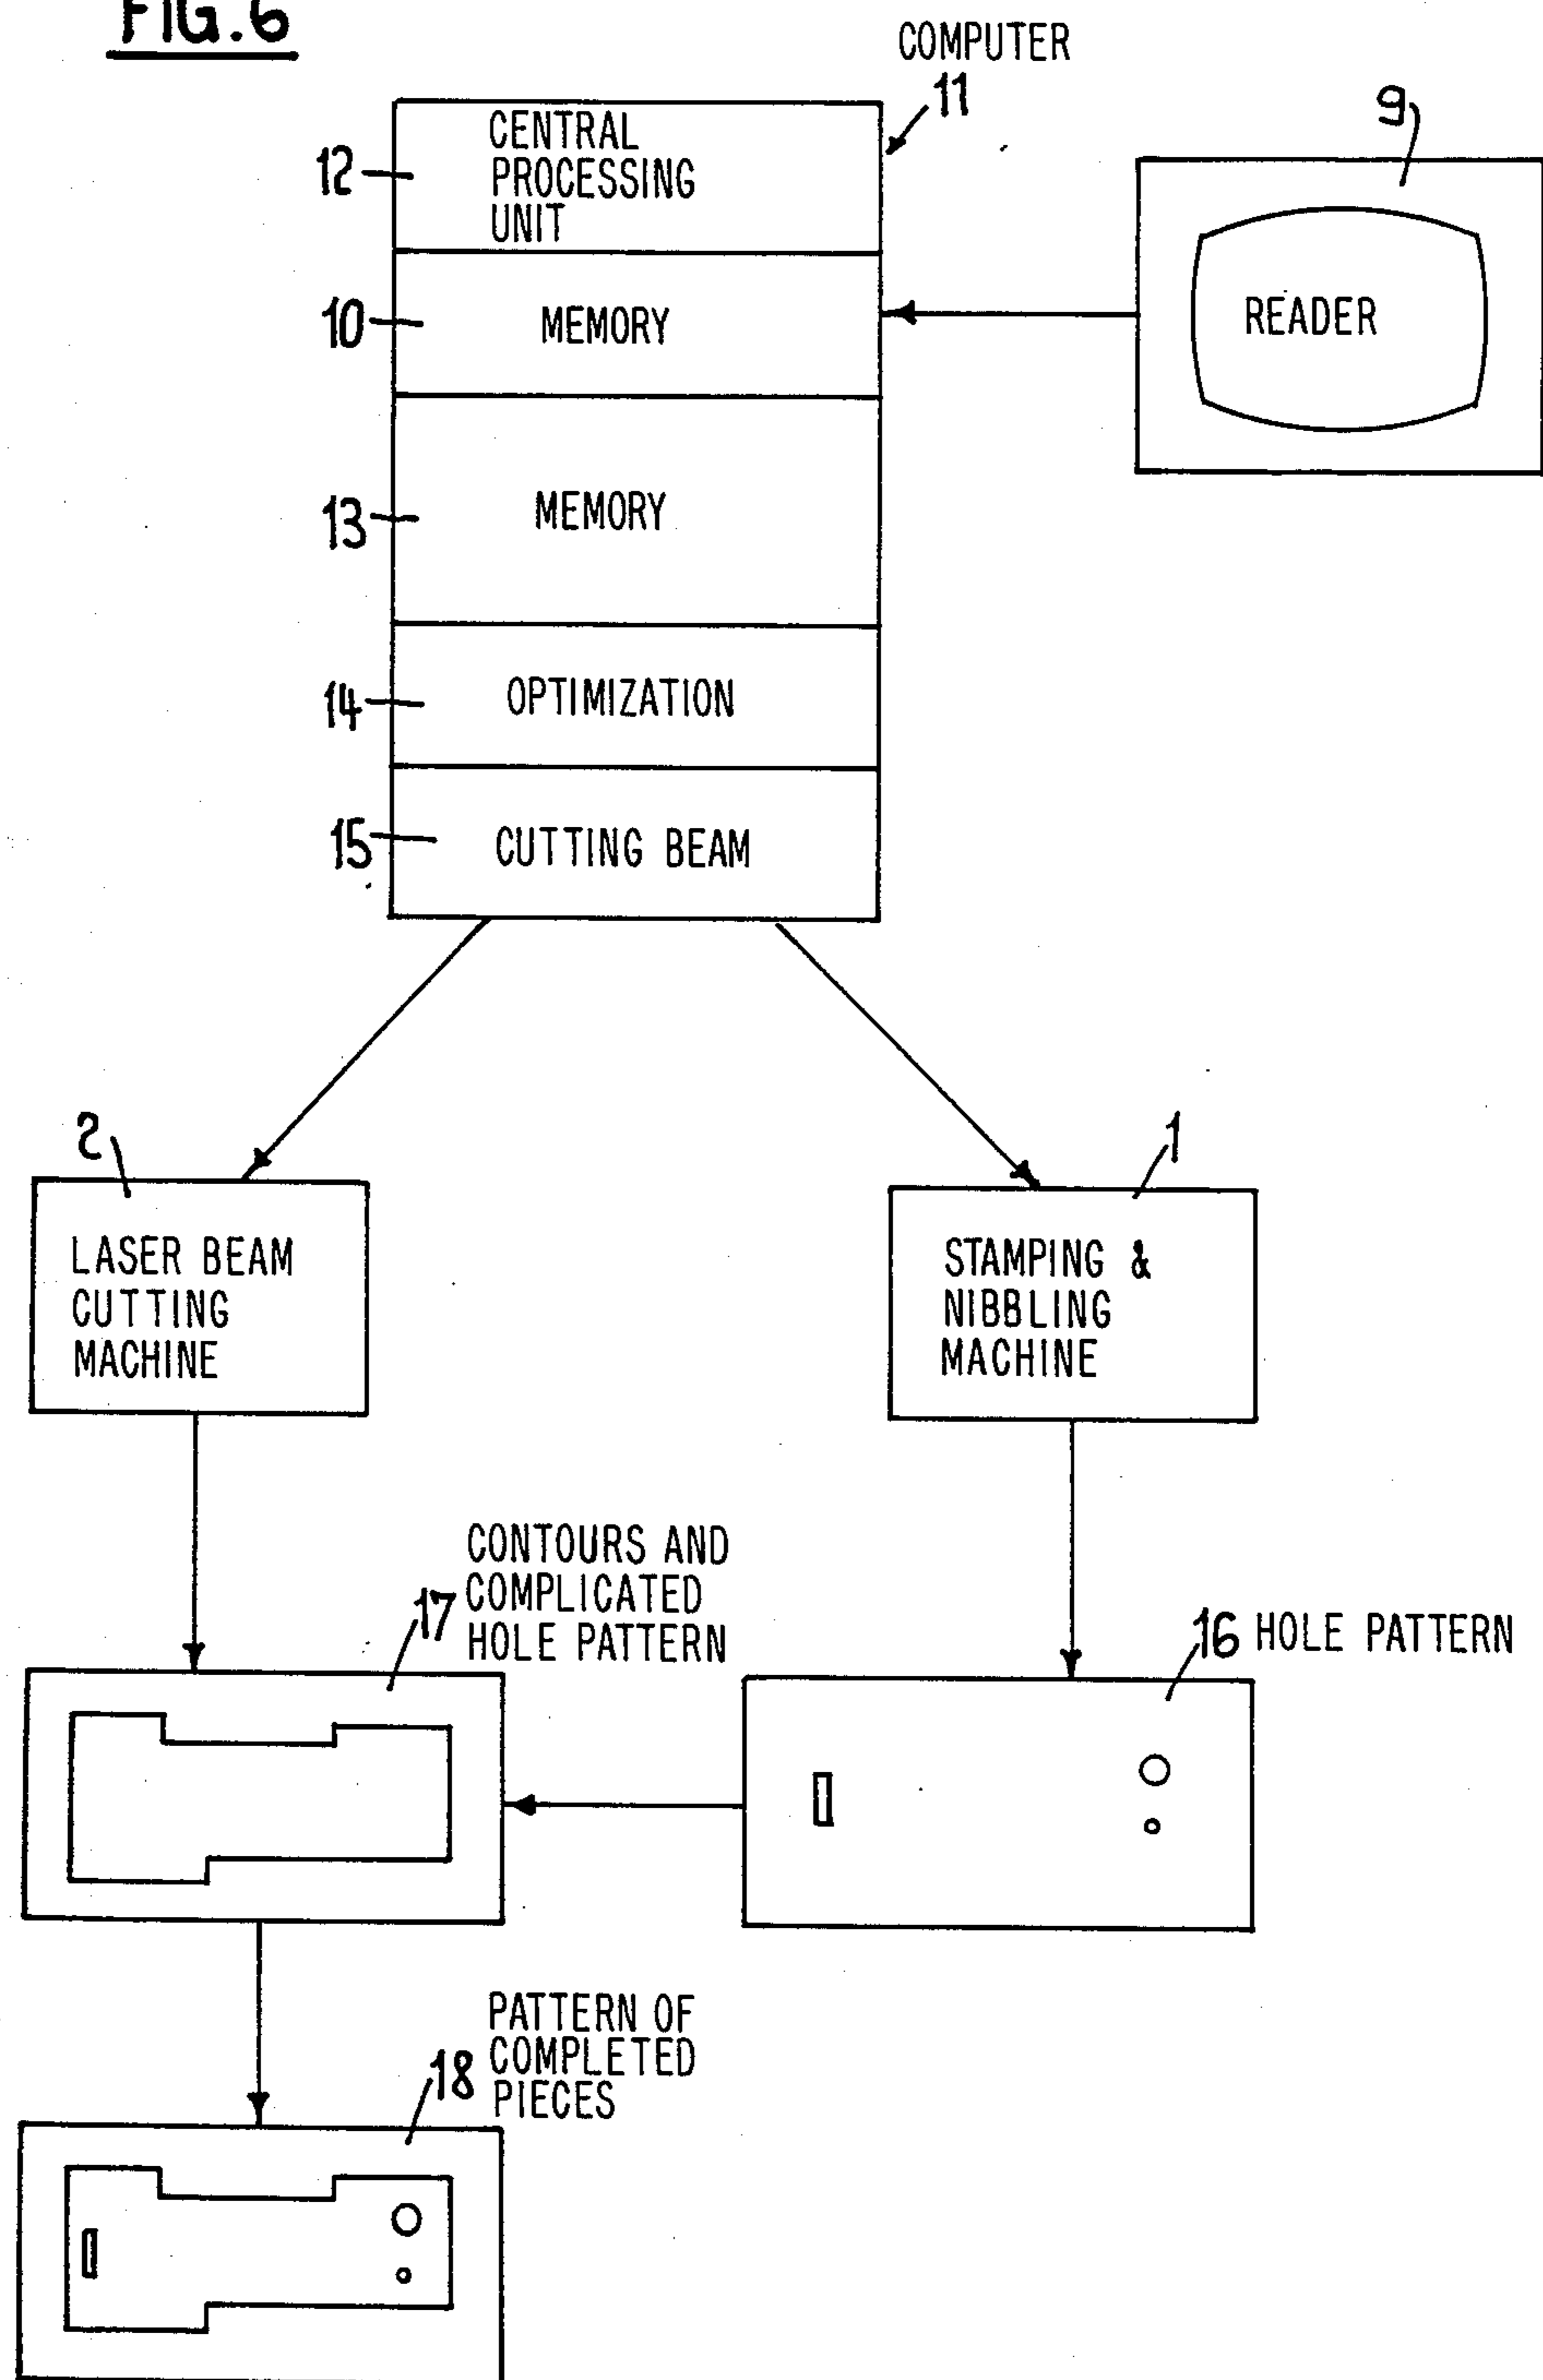 FIG.6
COMPUTER
11
9
12
CENTRAL
PROCESSING
UNIT
10
MEMORY
READER
13
MEMORY
14
OPTIMIZATION
15
CUTTING BEAM
2
LASER BEAM
CUTTING
MACHINE
1
STAMPING &
NIBBLING
MACHINE
17
CONTOURS AND
COMPLICATED
HOLE PATTERN
16 HOLE PATTERN
18
PATTERN OF
COMPLETED
PIECES